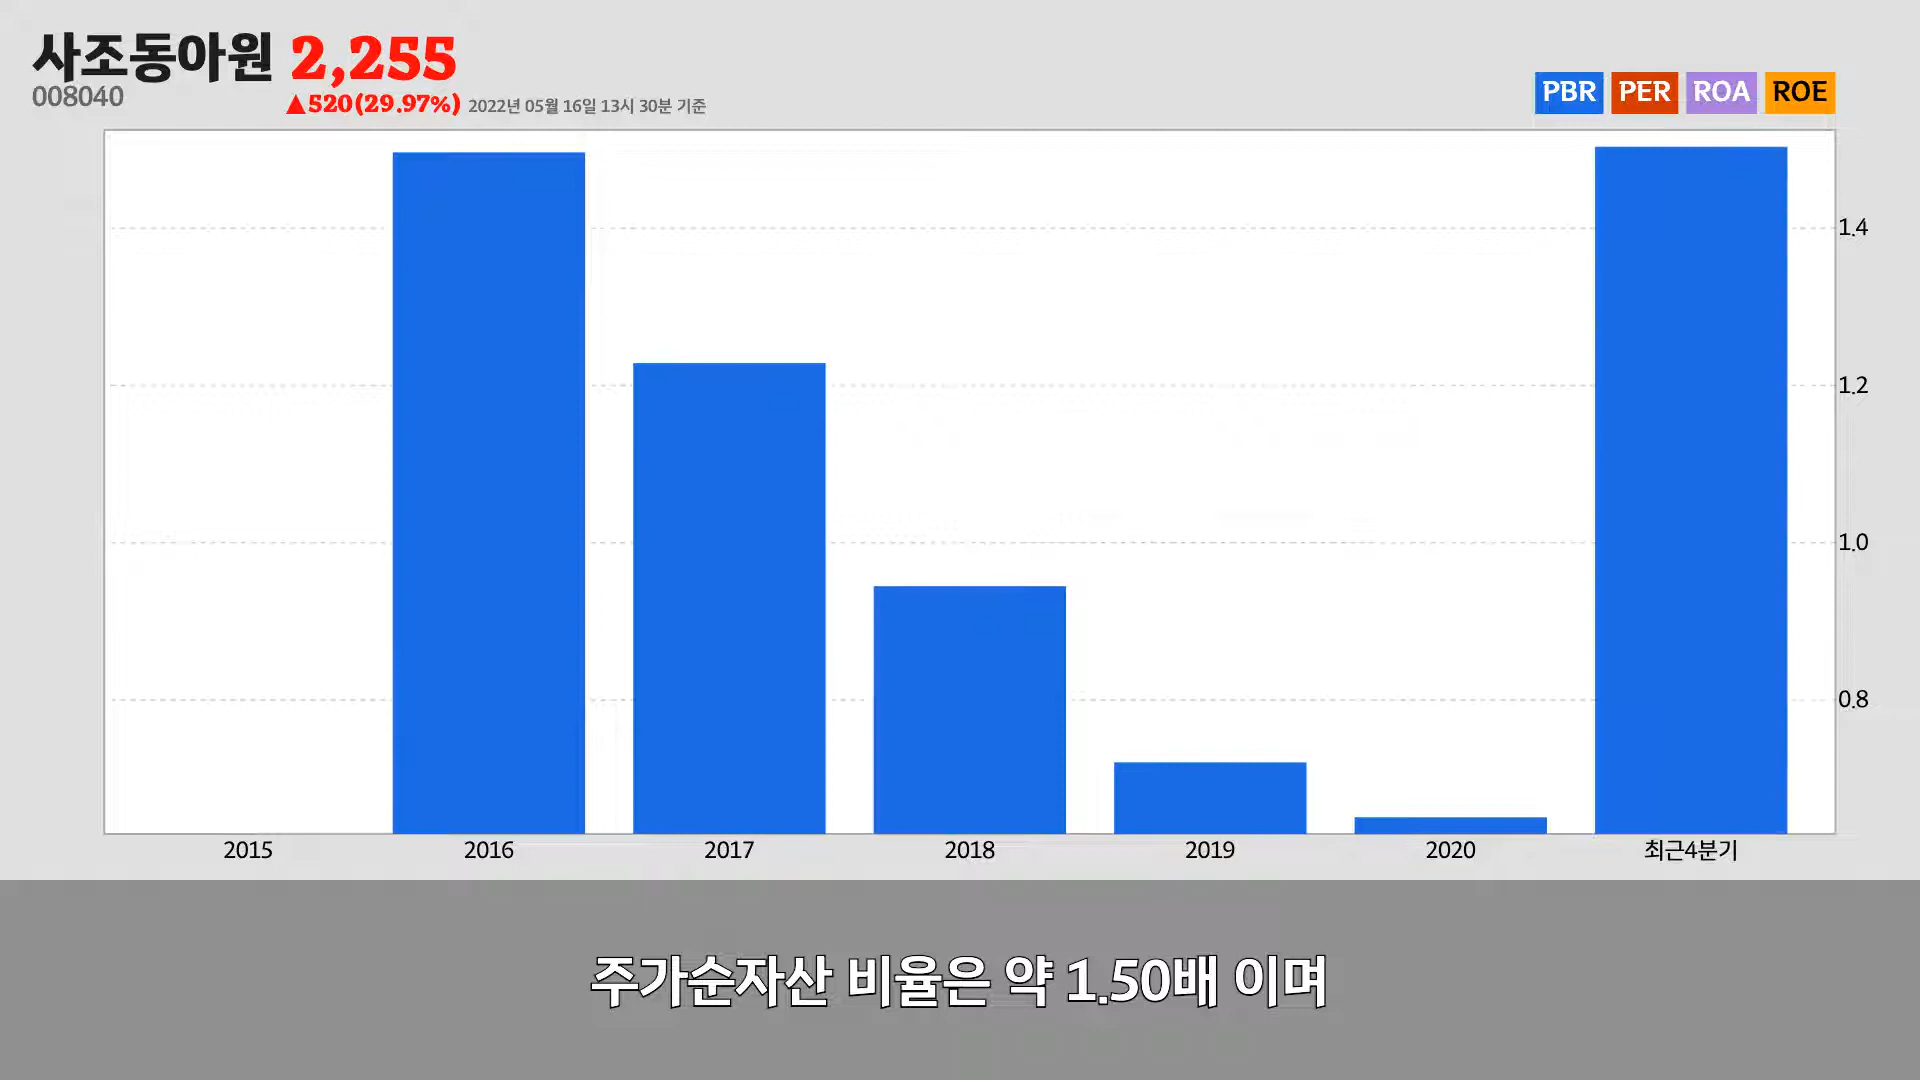 사조동아원 2,255
008040 ▲520(29.97%) 2022년 05월 16일 13시 30분 기준
PBR PER ROA ROE
1.4
1.2
1.0
0.8
2015 2016 2017 2018 2019 2020 최근4분기
주가순자산 비율은 약 1.50배 이며